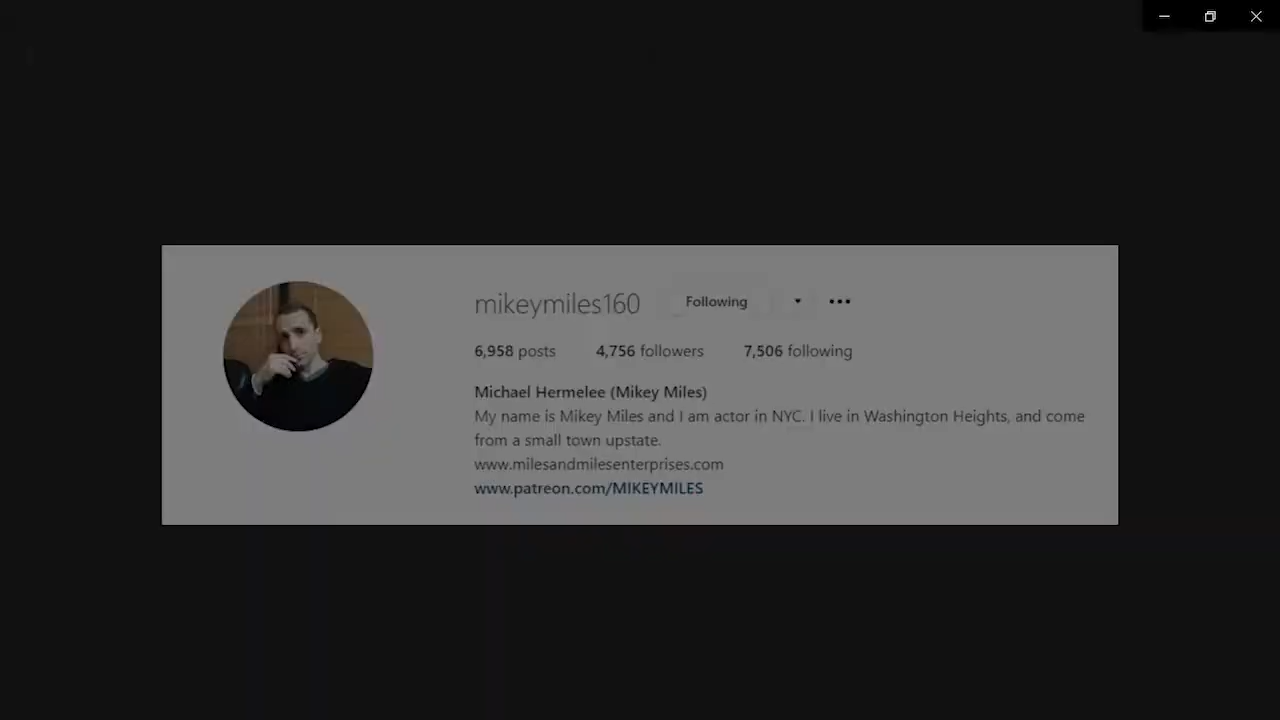 mikeymiles160 Following
6,958 posts 4,756 followers 7,506 following
Michael Hermelee (Mikey Miles)
My name is Mikey Miles and I am actor in NYC. I live in Washington Heights, and come
from a small town upstate.
www.milesandmilesenterprises.com
www.patreon.com/MIKEYMILES